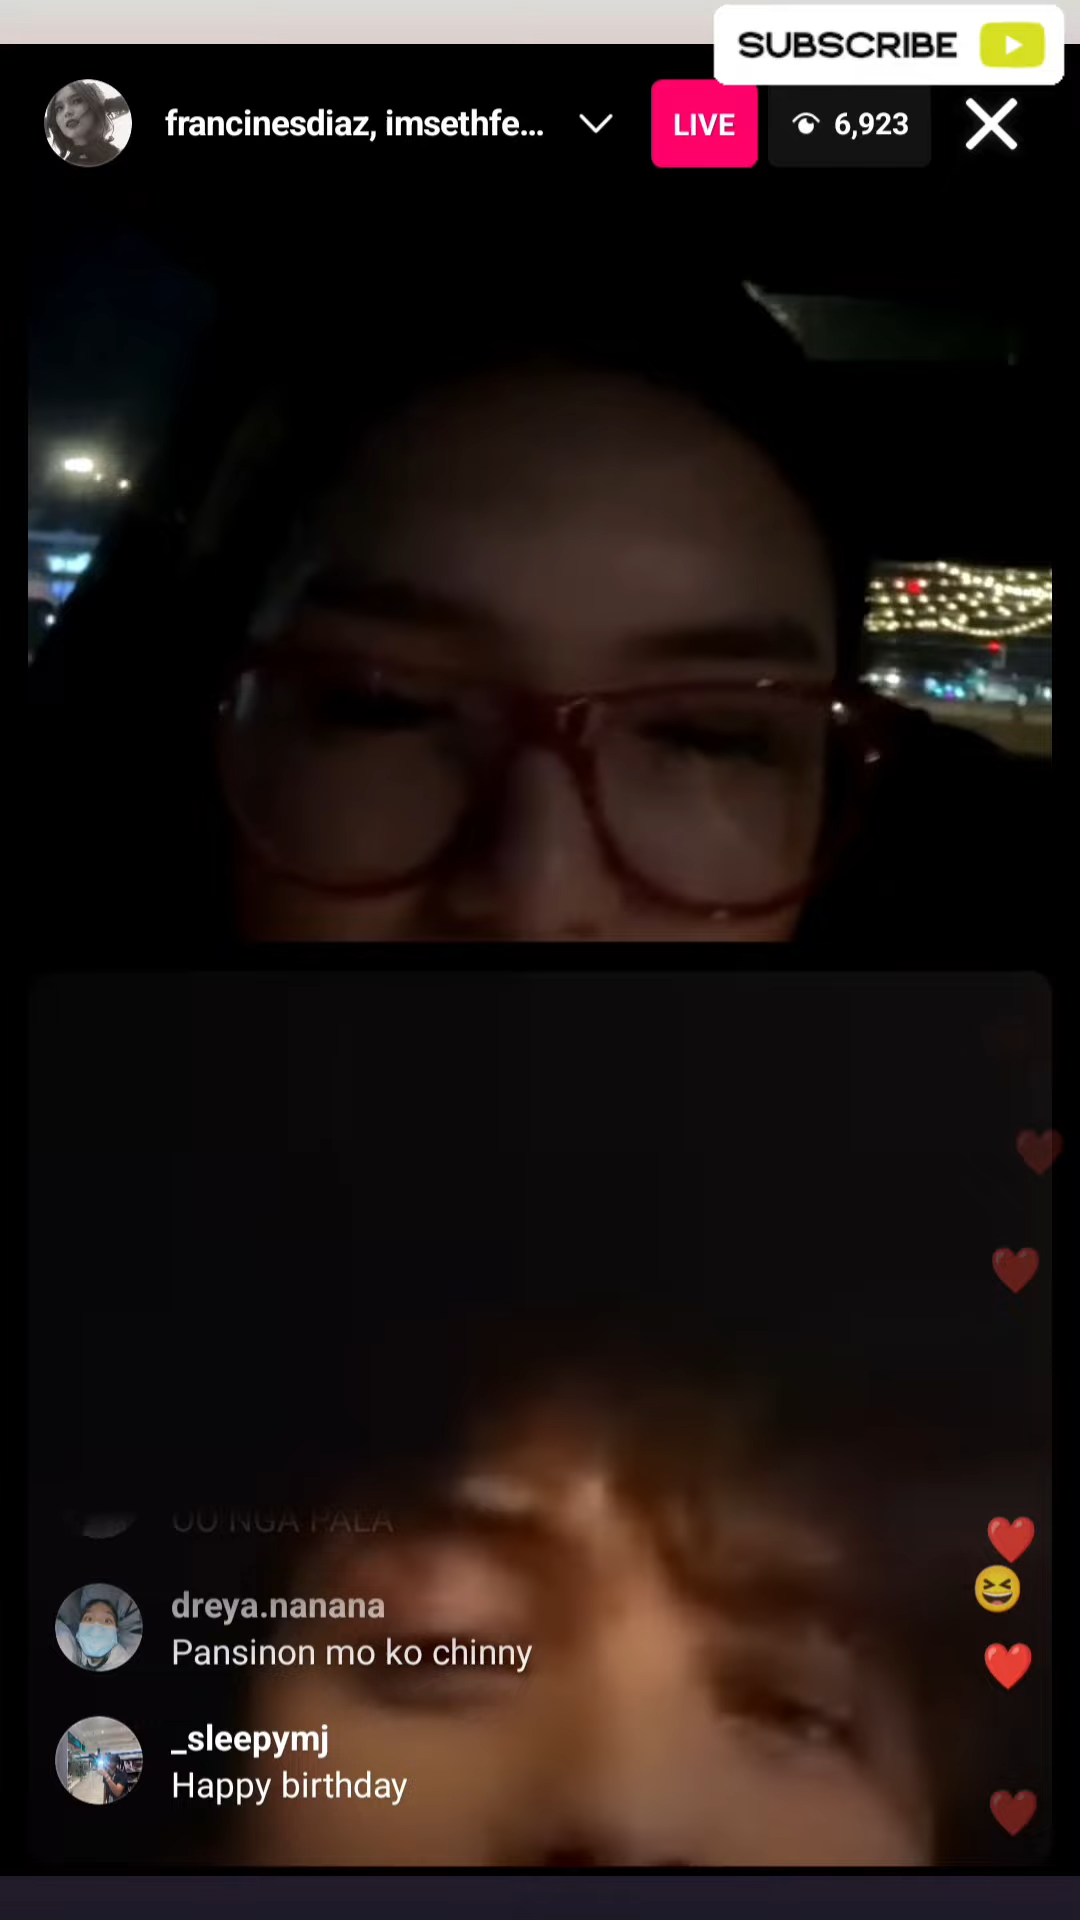 SUBSCRIBE
francinesdiaz, imsethfe...
LIVE
6,923
OO NGA PALA
dreya.nanana
Pansinon mo ko chinny
_sleepymj
Happy birthday